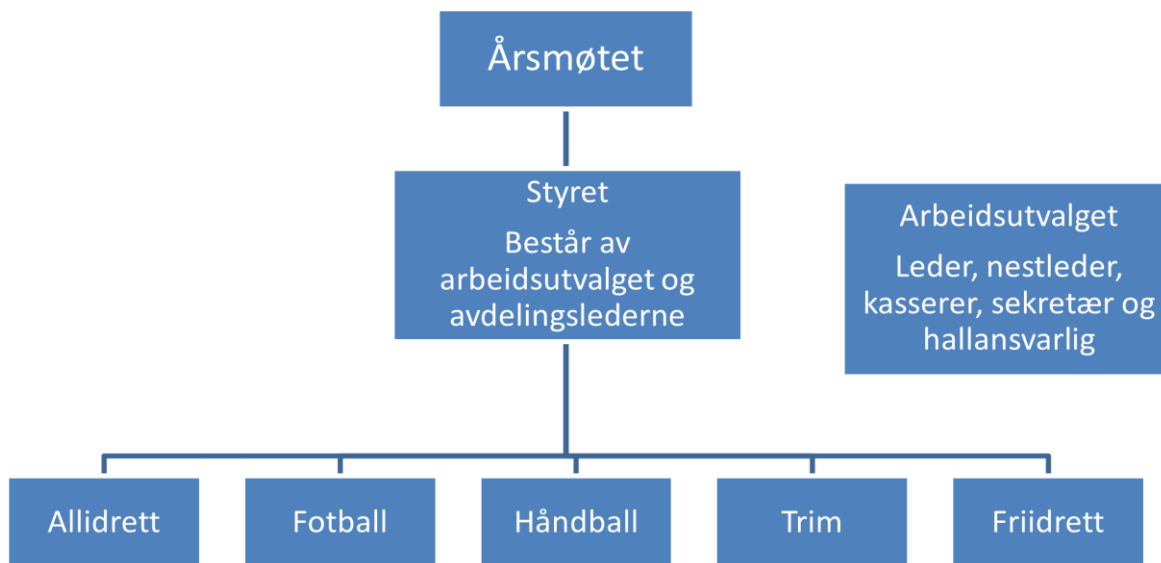 Årsmøtet
Styret
Består av
arbeidsutvalget og
avdelingslederne
Arbeidsutvalget
Leder, nestleder,
kasserer, sekretær og
hallansvarlig
Allidrett
Fotball
Håndball
Trim
Friidrett